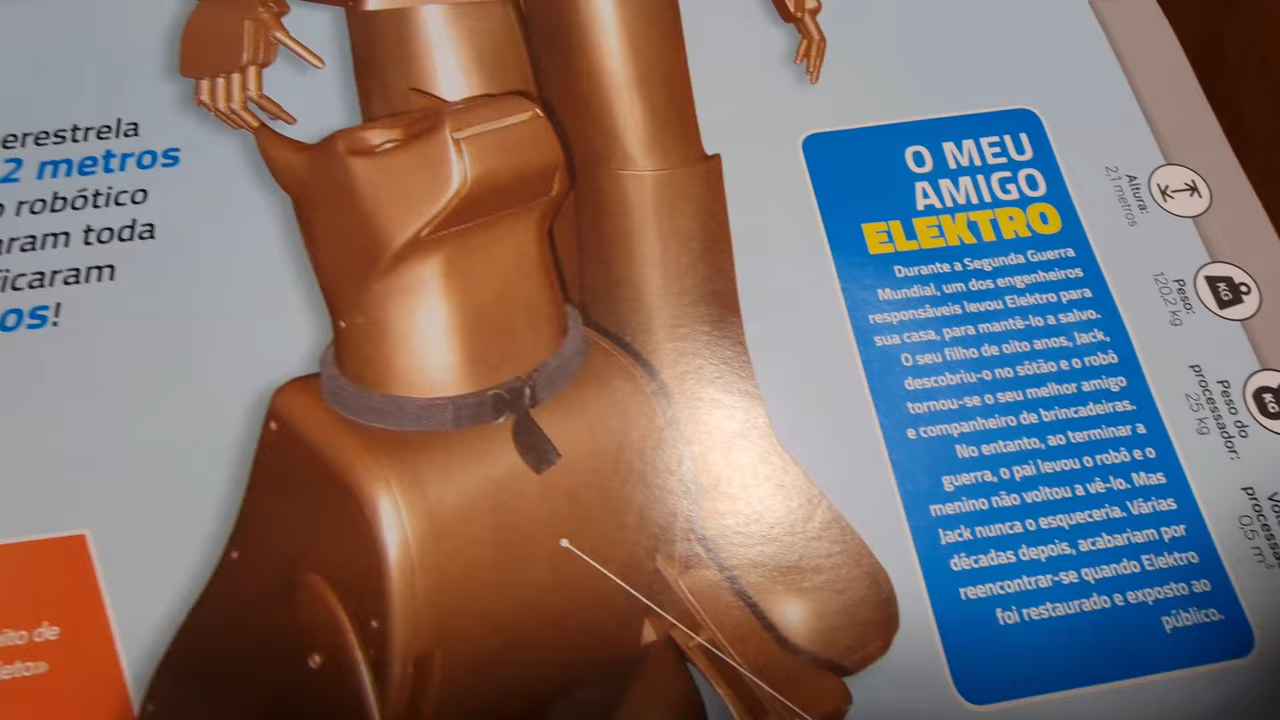 erestrela
2 metros
robótico
aram toda
ficaram
os!
ito de
leto»
O MEU
AMIGO
ELEKTRO
Durante a Segunda Guerra
Mundial, um dos engenheiros
responsáveis levou Elektro para
sua casa, para mantê-lo a salvo.
O seu filho de oito anos, Jack,
descobriu-o no sótão e o robô
tornou-se o seu melhor amigo
e companheiro de brincadeiras.
No entanto, ao terminar a
guerra, o pai levou o robô e o
menino não voltou a vê-lo. Mas
Jack nunca o esqueceria. Várias
décadas depois, acabariam por
reencontrar-se quando Elektro
foi restaurado e exposto ao
público.
Altura:
2,1 metros
KG
Peso:
120,2 kg
KG
Peso do
processador:
25 kg
processa
0,5 m³